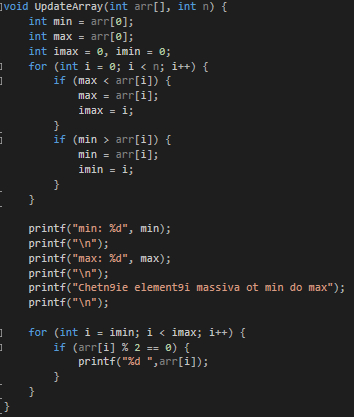 void UpdateArray(int arr[], int n) {
int min = arr[0];
int max = arr[0];
int imax = 0, imin = 0;
for (int i = 0; i < n; i++) {
if (max < arr[i]) {
max = arr[i];
imax = i;
}
if (min > arr[i]) {
min = arr[i];
imin = i;
}
}
printf("min: %d", min);
printf("\n");
printf("max: %d", max);
printf("\n");
printf("Chetn9ie element9i massiva ot min do max");
printf("\n");
for (int i = imin; i < imax; i++) {
if (arr[i] % 2 == 0) {
printf("%d ",arr[i]);
}
}
}